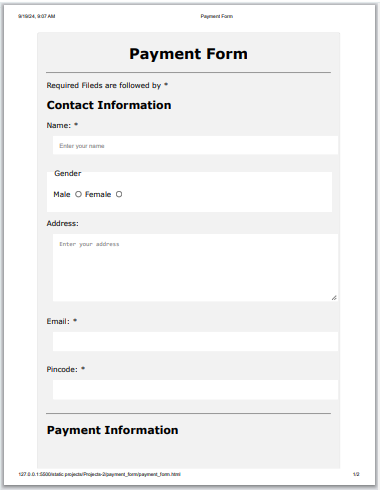 9/19/24, 9:07 AM Payment Form
Payment Form
Required Fileds are followed by *
Contact Information
Name: *
Enter your name
Gender
Male Female
Address:
Enter your address
Email: *
Pincode: *
Payment Information
127.0.0.1:5500/static projects/Projects-2/payment_form/payment_form.html 1/2